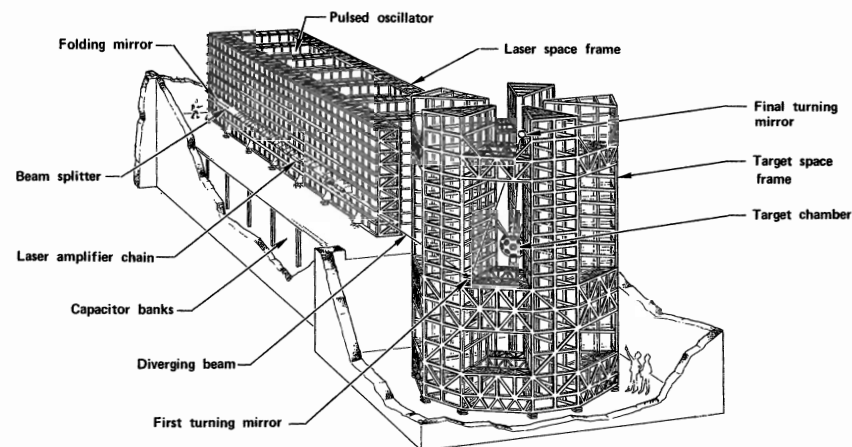 Pulsed oscillator
Folding mirror
Laser space frame
Final turning
mirror
Beam splitter
Target space
frame
Target chamber
Laser amplifier chain
Capacitor banks
Diverging beam
First turning mirror